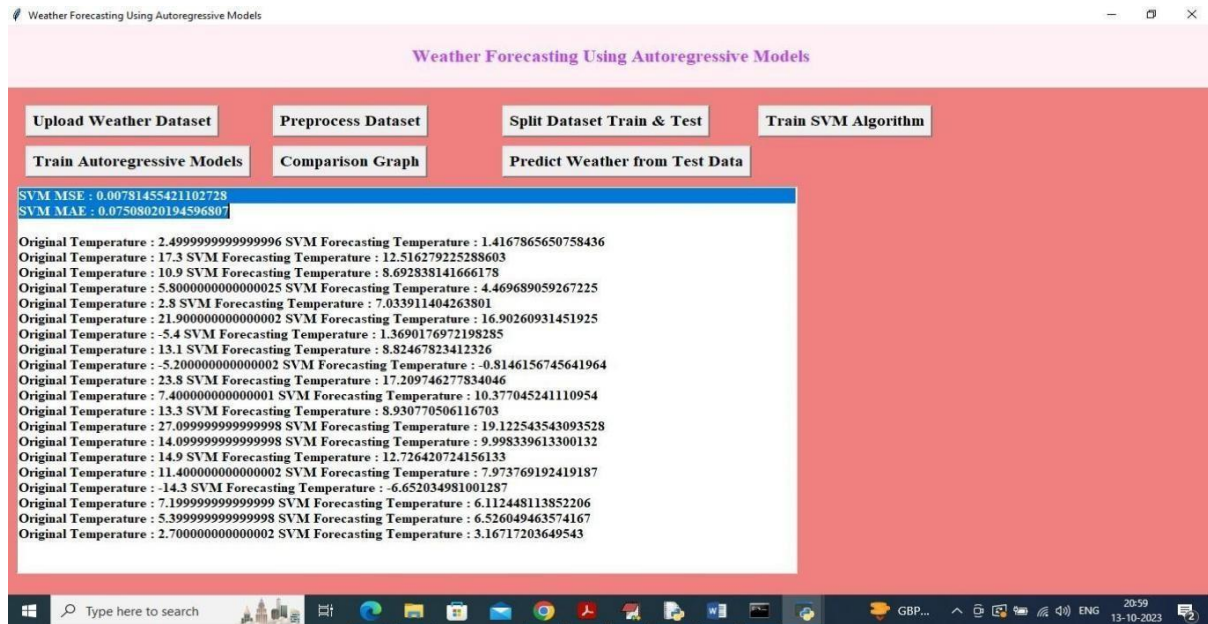 Weather Forecasting Using Autoregressive Models
Weather Forecasting Using Autoregressive Models
Upload Weather Dataset Preprocess Dataset Split Dataset Train & Test Train SVM Algorithm
Train Autoregressive Models Comparison Graph Predict Weather from Test Data
SVM MSE : 0.00781455421102728
SVM MAE : 0.07508020194596807
Original Temperature : 2.4999999999999996 SVM Forecasting Temperature : 1.4167865650758436
Original Temperature : 17.3 SVM Forecasting Temperature : 12.516279225288603
Original Temperature : 10.9 SVM Forecasting Temperature : 8.692838141666178
Original Temperature : 5.8000000000000025 SVM Forecasting Temperature : 4.469689059267225
Original Temperature : 2.8 SVM Forecasting Temperature : 7.033911404263801
Original Temperature : 21.900000000000002 SVM Forecasting Temperature : 16.90260931451925
Original Temperature : -5.4 SVM Forecasting Temperature : 1.3690176972198285
Original Temperature : 13.1 SVM Forecasting Temperature : 8.82467823412326
Original Temperature : -5.200000000000002 SVM Forecasting Temperature : -0.8146156745641964
Original Temperature : 23.8 SVM Forecasting Temperature : 17.209746277834046
Original Temperature : 7.400000000000001 SVM Forecasting Temperature : 10.377045241110954
Original Temperature : 13.3 SVM Forecasting Temperature : 8.930770506116703
Original Temperature : 27.099999999999998 SVM Forecasting Temperature : 19.122543543093528
Original Temperature : 14.099999999999998 SVM Forecasting Temperature : 9.998339613300132
Original Temperature : 14.9 SVM Forecasting Temperature : 12.726420724156133
Original Temperature : 11.400000000000002 SVM Forecasting Temperature : 7.973769192419187
Original Temperature : -14.3 SVM Forecasting Temperature : -6.652034981001287
Original Temperature : 7.199999999999999 SVM Forecasting Temperature : 6.112448113852206
Original Temperature : 5.399999999999998 SVM Forecasting Temperature : 6.526049463574167
Original Temperature : 2.700000000000002 SVM Forecasting Temperature : 3.16717203649543
Type here to search GBP... ENG 20:59
13-10-2023 2